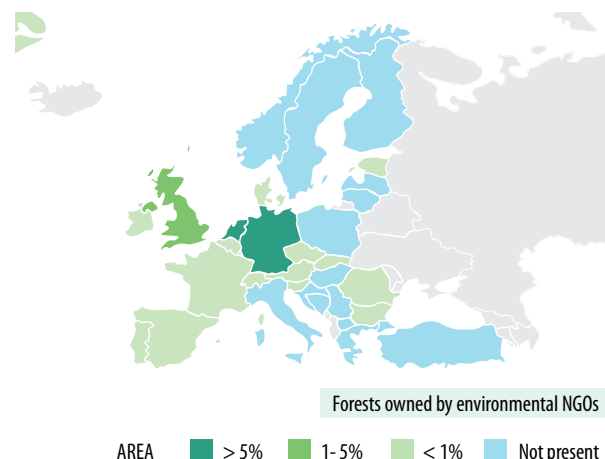 Forests owned by environmental NGOs
AREA > 5% 1- 5% < 1% Not present